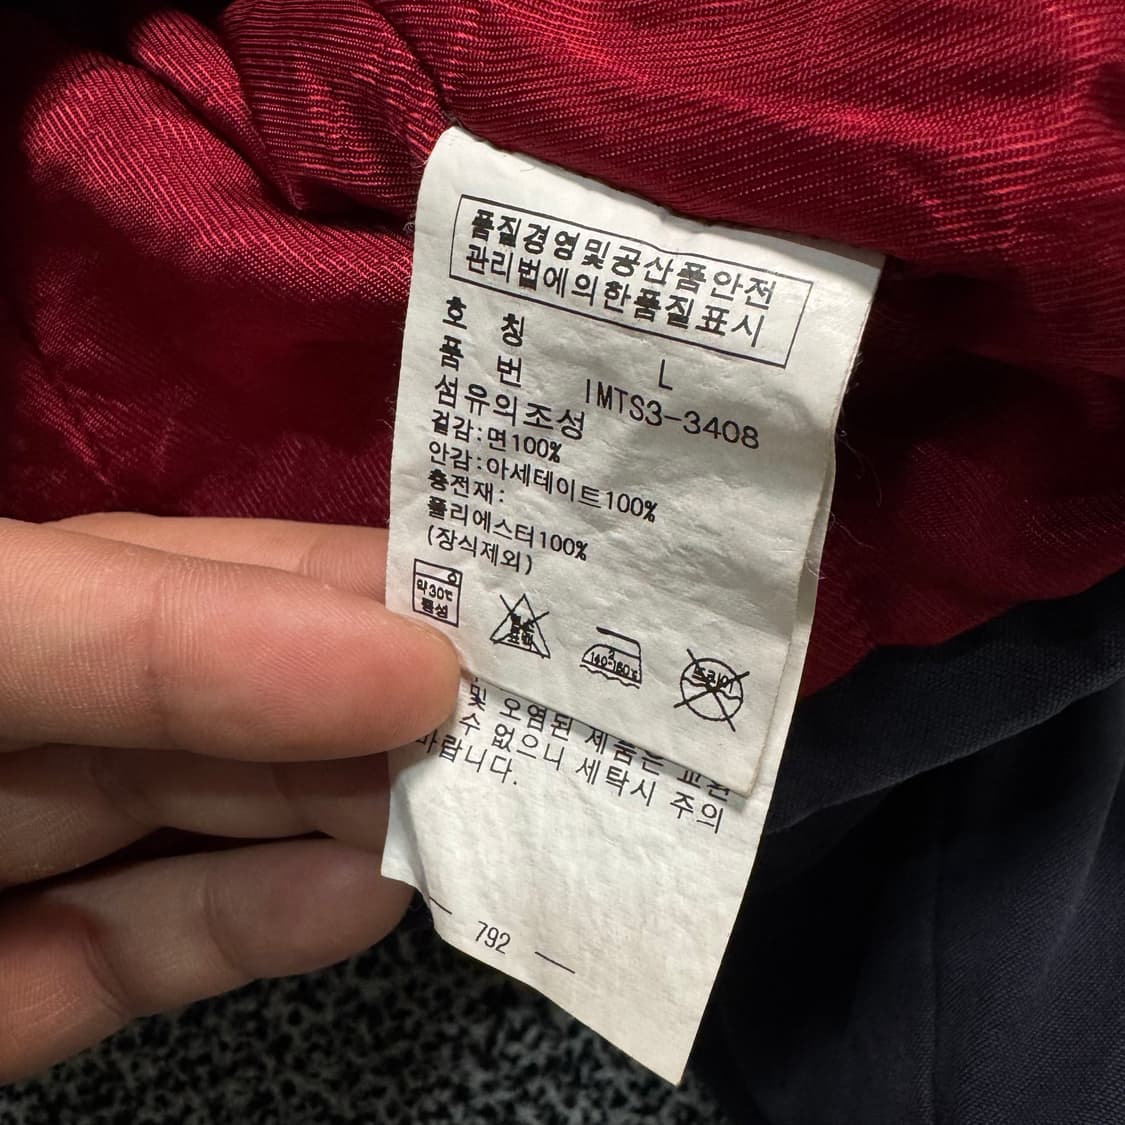 품질경영및공산품안전
관리법에의한품질표시
호 칭 L
품 번 IMTS3-3408
섬유의조성
겉감:면100%
안감:아세테이트100%
충전재:
폴리에스터100%
(장식제외)
약30℃
중성
염소
표백
2
140~160℃
드라이
및 오염된 제품은 교환
수 없으니 세탁시 주의
바랍니다.
— 792 —